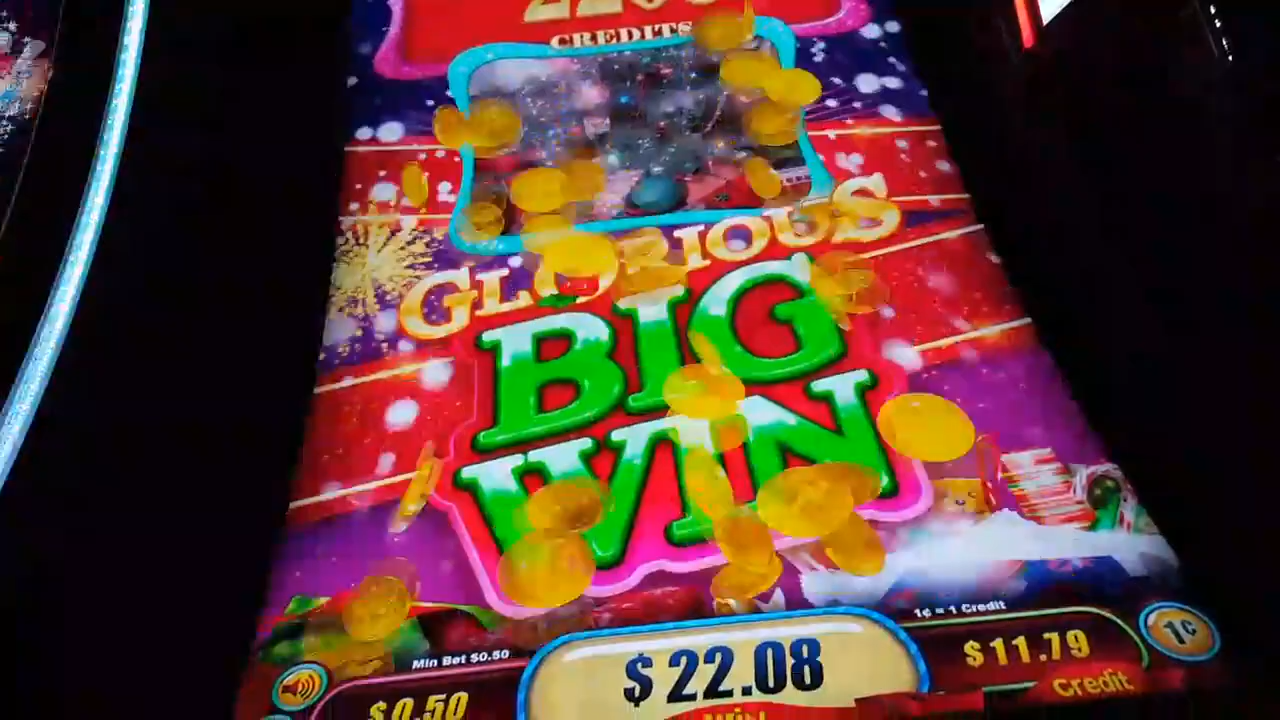 CREDITS
GLORIOUS
BIG
WIN
1¢ = 1 Credit
Min Bet $0.50
$22.08
$11.79
1¢
$0.50
Win
Credit